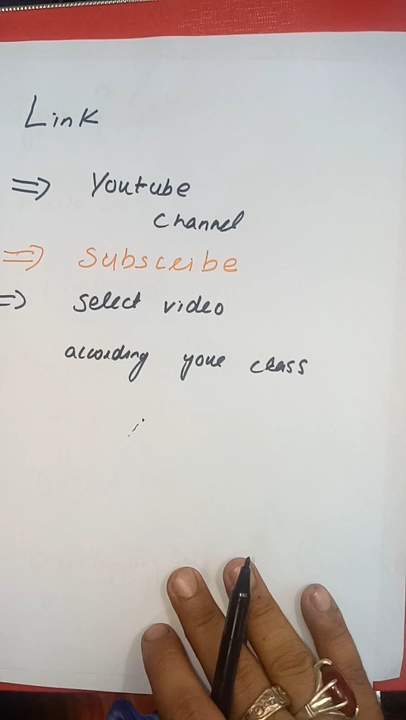 Link
⇒ Youtube
channel
⇒ Subscribe
⇒ select video
according your class